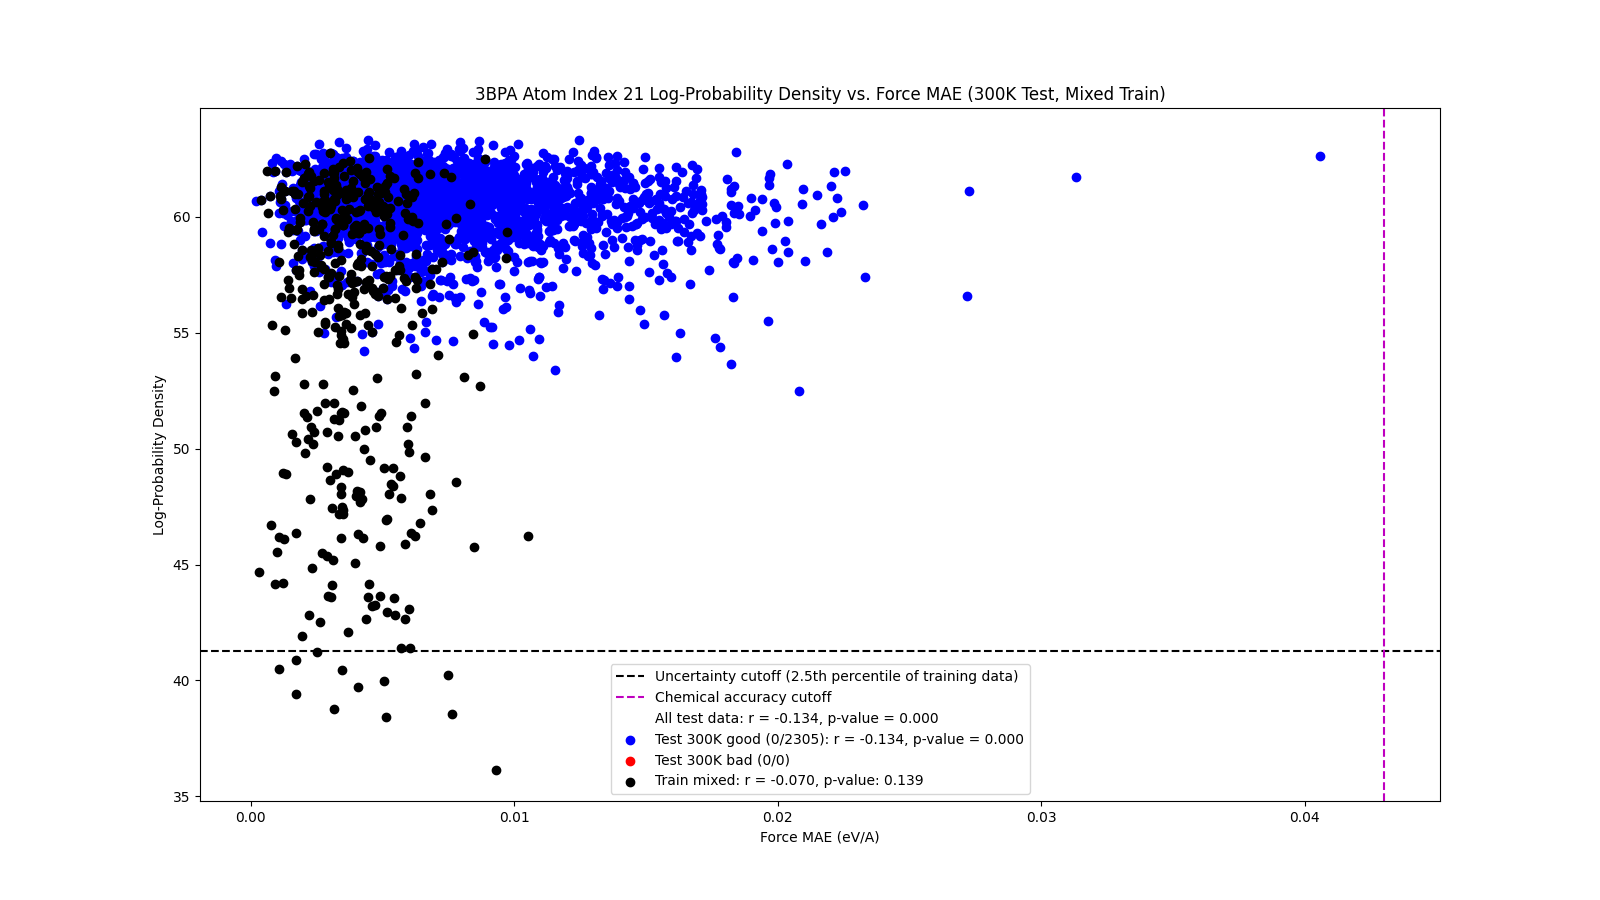 3BPA Atom Index 21 Log-Probability Density vs. Force MAE (300K Test, Mixed Train)
Log-Probability Density
60
55
50
45
40
35
Uncertainty cutoff (2.5th percentile of training data)
Chemical accuracy cutoff
All test data: r = -0.134, p-value = 0.000
Test 300K good (0/2305): r = -0.134, p-value = 0.000
Test 300K bad (0/0)
Train mixed: r = -0.070, p-value: 0.139
0.00 0.01 0.02 0.03 0.04
Force MAE (eV/A)